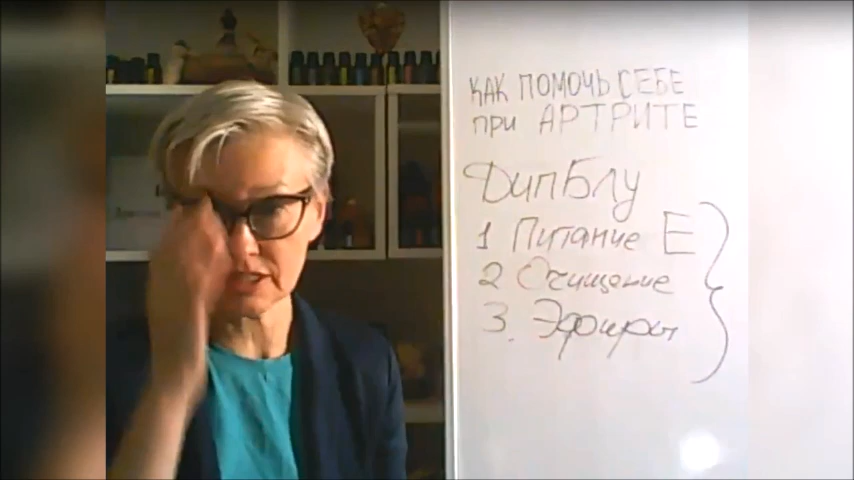 КАК ПОМОЧЬ СЕБЕ
при АРТРИТЕ
ДипБлу
1 Питание Е
2 Очищение
3. Эфиры